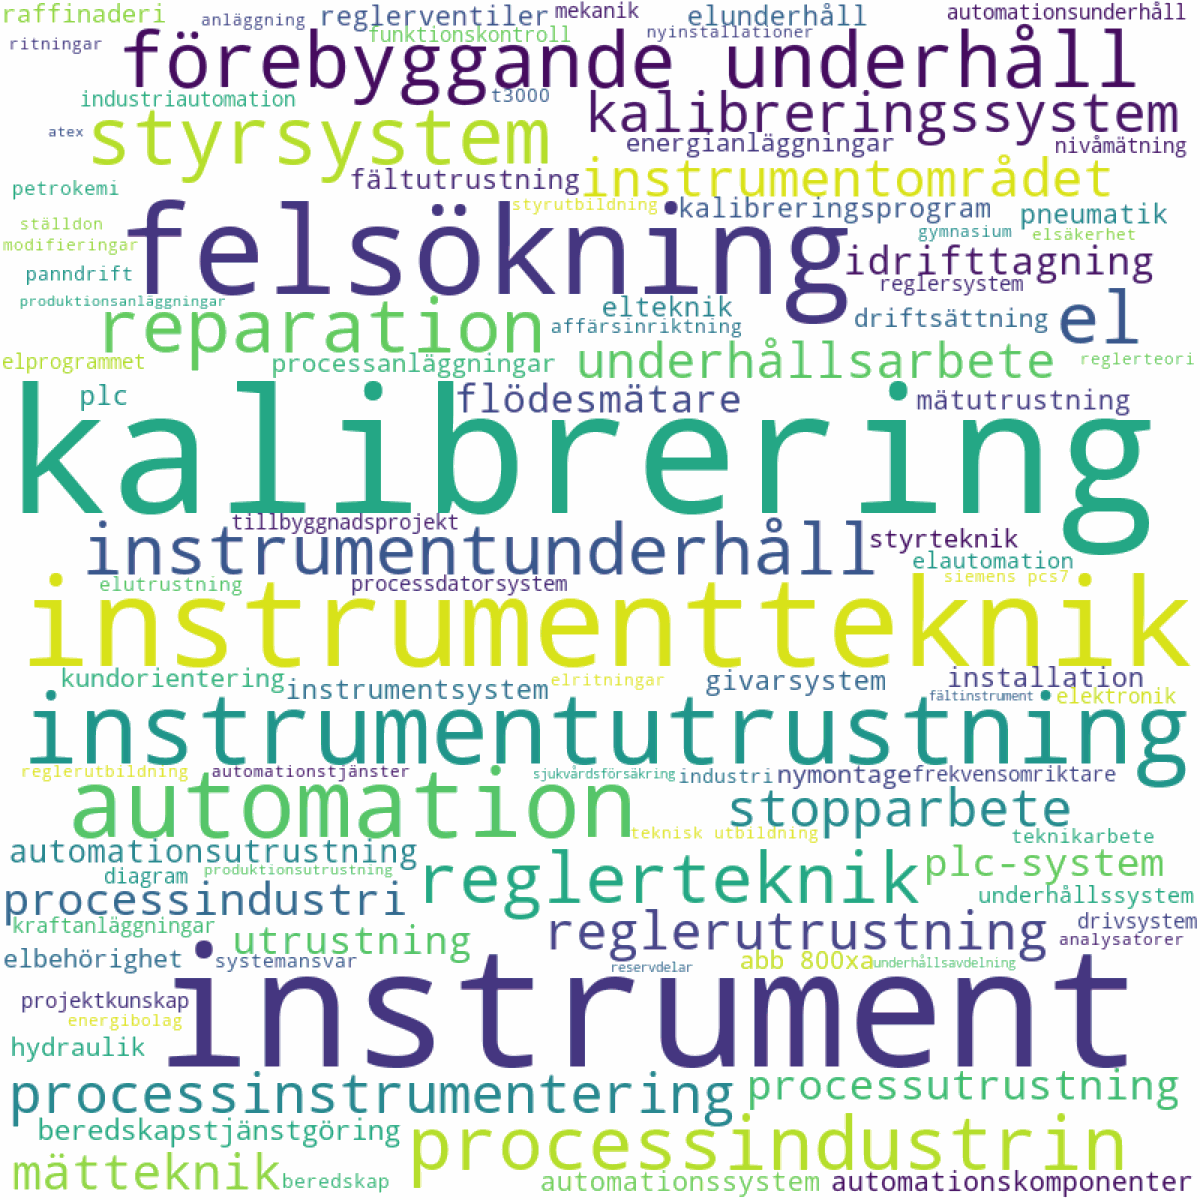 raffinaderi
anläggning
reglerventiler
mekanik
elunderhåll
automationsunderhåll
ritningar
funktionskontroll
nyinstallationer
förebyggande underhåll
industriautomation
t3000
kalibreringssystem
atex
styrsystem
energianläggningar
nivåmätning
petrokemi
fältutrustning
instrumentområdet
styrutbildning
kalibreringsprogram
pneumatik
ställdon
gymnasium
elsäkerhet
modifieringar
felsökning
idrifttagning
panndrift
reglersystem
produktionsanläggningar
reparation
elteknik
affärsinriktning
driftsättning
el
elprogrammet
processanläggningar
underhållsarbete
reglerteori
plc
flödesmätare
mätutrustning
kalibrering
tillbyggnadsprojekt
instrumentunderhåll
styrteknik
elautomation
elutrustning
processdatorsystem
siemens pcs7
instrumentteknik
kundorientering
instrumentsystem
elritningar
givarsystem
installation
fältinstrument
elektronik
instrumentutrustning
reglerutbildning
automationstjänster
sjukvårdsförsäkring
industri
nymontage
frekvensomriktare
automation
stopparbete
teknisk utbildning
teknikarbete
automationsutrustning
diagram
produktionsutrustning
reglerteknik
plc-system
processindustri
underhållssystem
kraftanläggningar
utrustning
reglerutrustning
drivsystem
analysatorer
elbehörighet
systemansvar
reservdelar
abb 800xa
underhållsavdelning
projektkunskap
instrument
energibolag
hydraulik
processinstrumentering
processutrustning
beredskapstjänstgöring
processindustrin
mätteknik
beredskap
automationssystem
automationskomponenter